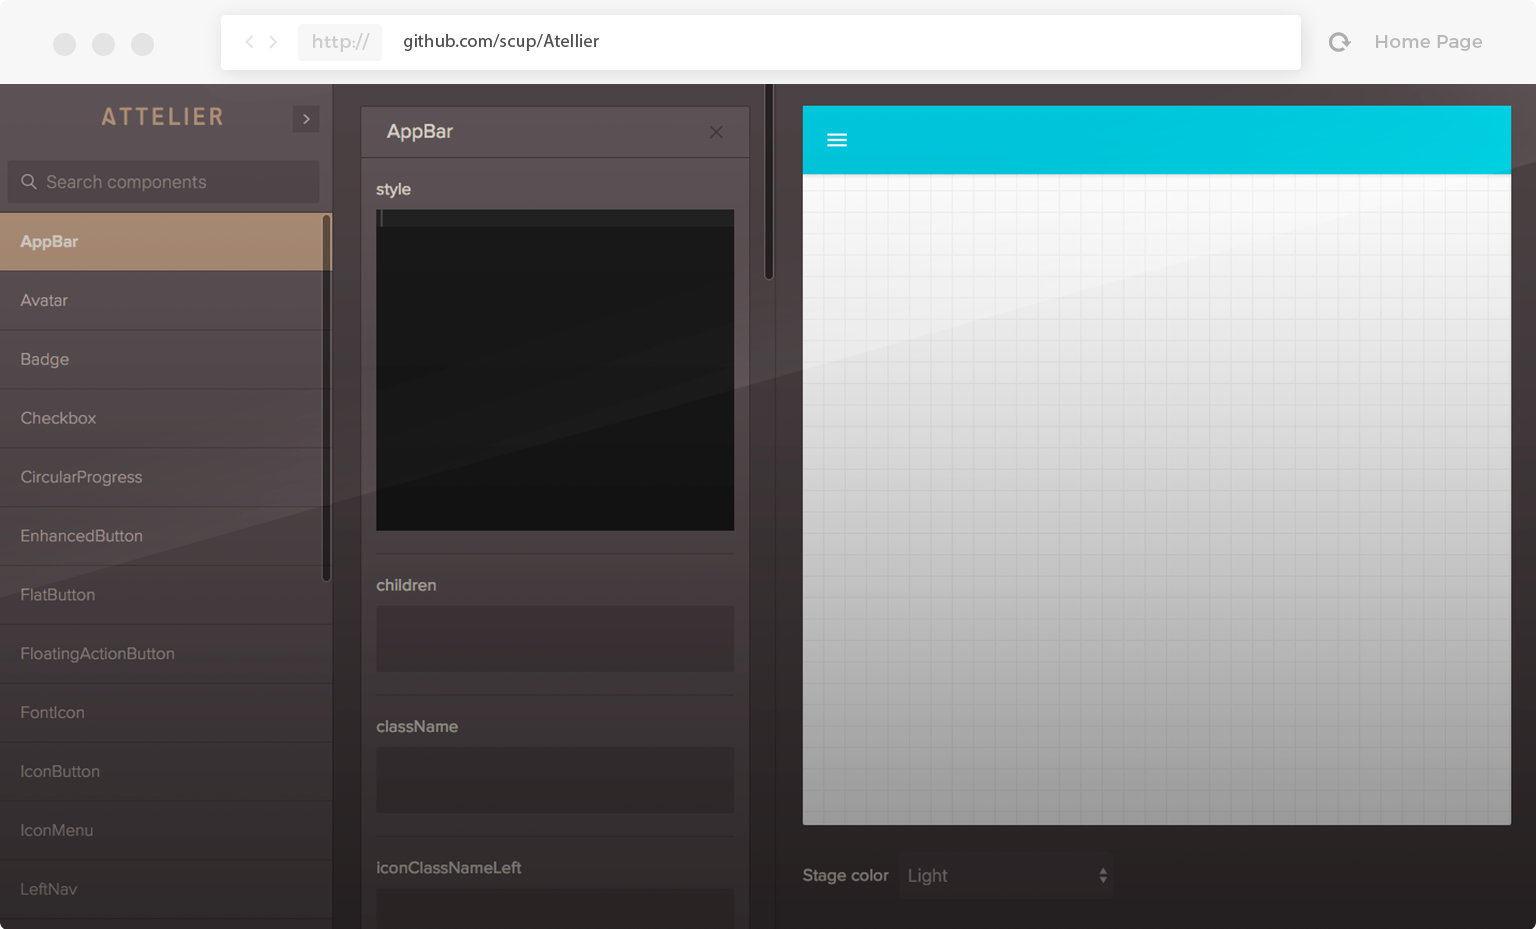 http://
github.com/scup/Atellier
Home Page
ATTELIER
Search components
AppBar
Avatar
Badge
Checkbox
CircularProgress
EnhancedButton
FlatButton
FloatingActionButton
FontIcon
IconButton
IconMenu
LeftNav
AppBar
style
children
className
iconClassNameLeft
Stage color
Light